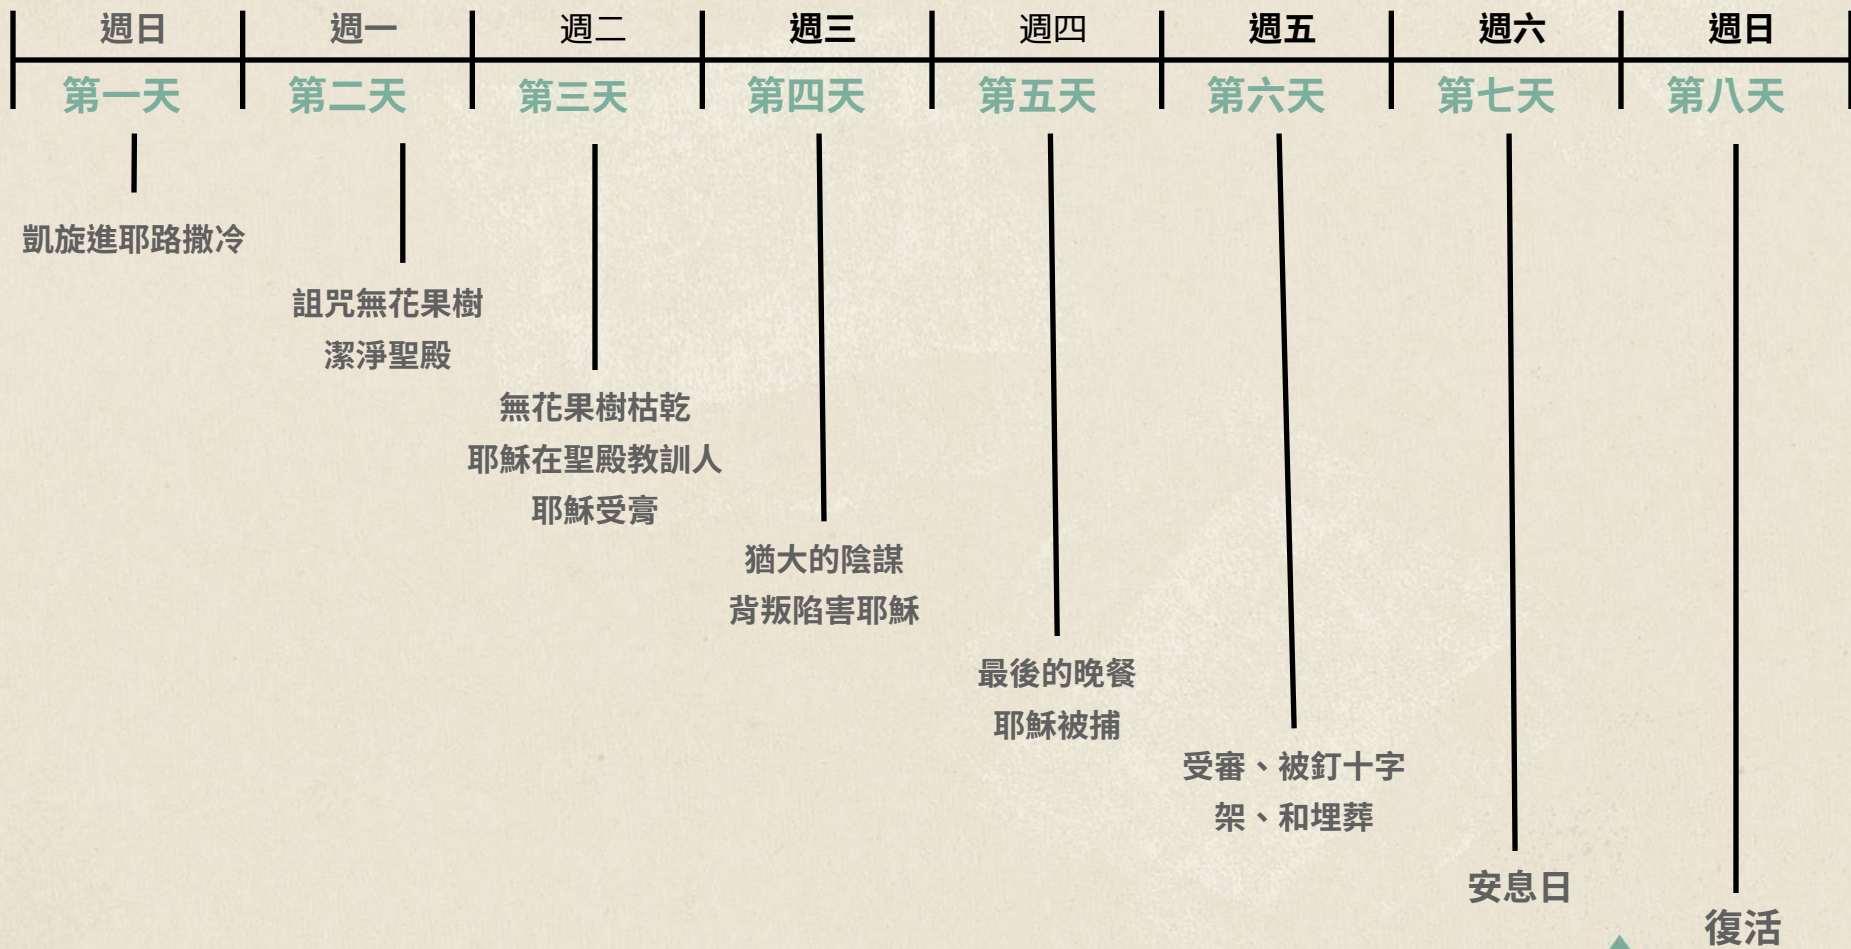 週日
週一
週二
週三
週四
週五
週六
週日
第一天
第二天
第三天
第四天
第五天
第六天
第七天
第八天
凱旋進耶路撒冷
詛咒無花果樹
潔淨聖殿
無花果樹枯乾
耶穌在聖殿教訓人
耶穌受膏
猶大的陰謀
背叛陷害耶穌
最後的晚餐
耶穌被捕
受審、被釘十字
架、和埋葬
安息日
復活